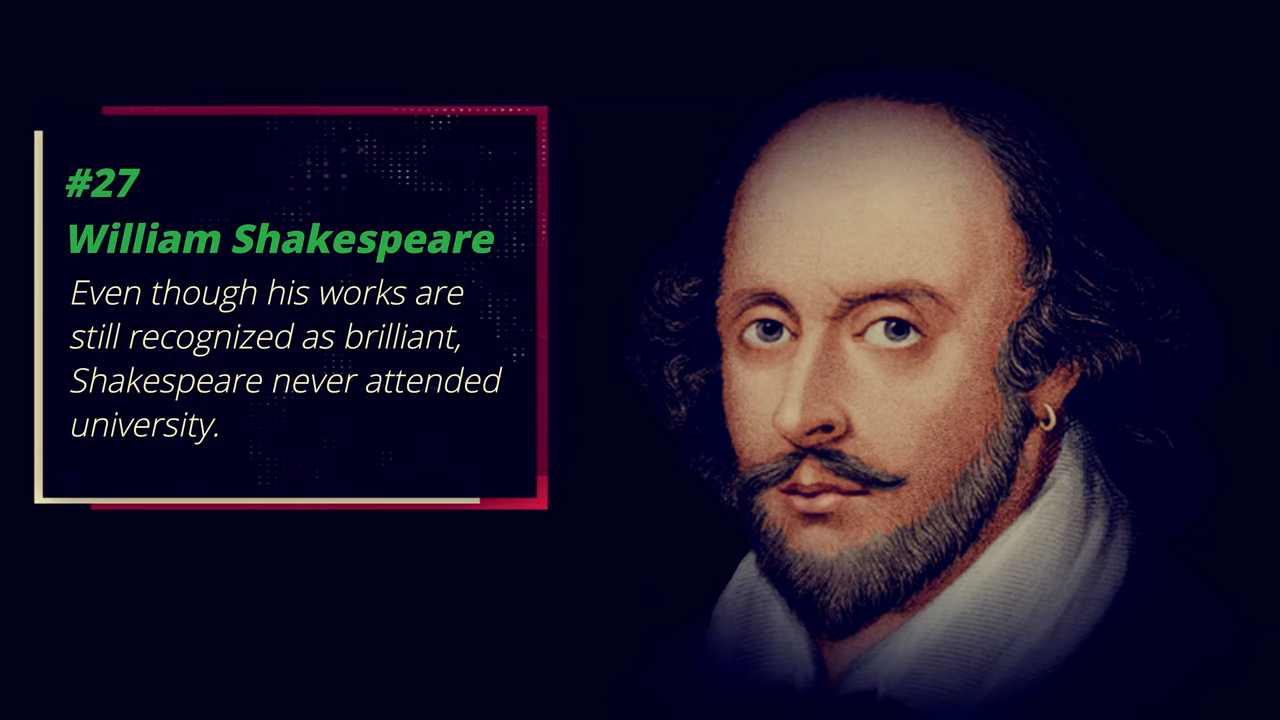 #27
William Shakespeare
Even though his works are
still recognized as brilliant,
Shakespeare never attended
university.